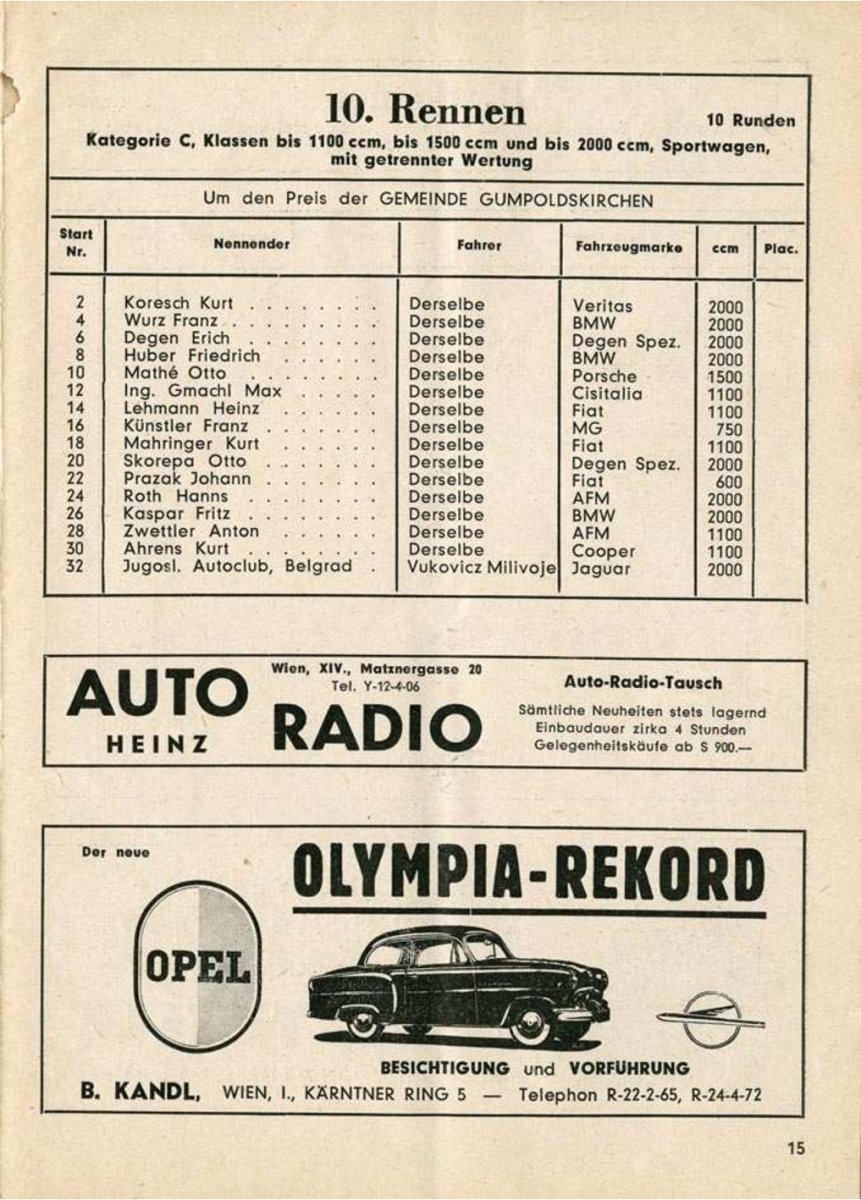 10. Rennen 10 Runden
Kategorie C, Klassen bis 1100 ccm, bis 1500 ccm und bis 2000 ccm, Sportwagen,
mit getrennter Wertung
Um den Preis der GEMEINDE GUMPOLDSKIRCHEN
Start Nr. Nennender Fahrer Fahrzeugmarke ccm Plac.
2 Koresch Kurt . . . . . . . . Derselbe Veritas 2000
4 Wurz Franz . . . . . . . . . Derselbe BMW 2000
6 Degen Erich . . . . . . . . Derselbe Degen Spez. 2000
8 Huber Friedrich . . . . . . Derselbe BMW 2000
10 Mathé Otto . . . . . . . . Derselbe Porsche 1500
12 Ing. Gmachl Max . . . . . Derselbe Cisitalia 1100
14 Lehmann Heinz . . . . . . Derselbe Fiat 1100
16 Künstler Franz . . . . . . . Derselbe MG 750
18 Mahringer Kurt . . . . . . Derselbe Fiat 1100
20 Skorepa Otto . . . . . . . Derselbe Degen Spez. 2000
22 Prazak Johann . . . . . . . Derselbe Fiat 600
24 Roth Hanns . . . . . . . . Derselbe AFM 2000
26 Kaspar Fritz . . . . . . . . Derselbe BMW 2000
28 Zwettler Anton . . . . . . Derselbe AFM 1100
30 Ahrens Kurt . . . . . . . . Derselbe Cooper 1100
32 Jugosl. Autoclub, Belgrad . Vukovicz Milivoje Jaguar 2000
AUTO
HEINZ
Wien, XIV., Matznergasse 20
Tel. Y-12-4-06
RADIO
Auto-Radio-Tausch
Sämtliche Neuheiten stets lagernd
Einbaudauer zirka 4 Stunden
Gelegenheitskäufe ab S 900.—
Der neue
OLYMPIA-REKORD
OPEL
BESICHTIGUNG und VORFÜHRUNG
B. KANDL, WIEN, I., KÄRNTNER RING 5 — Telephon R-22-2-65, R-24-4-72
15